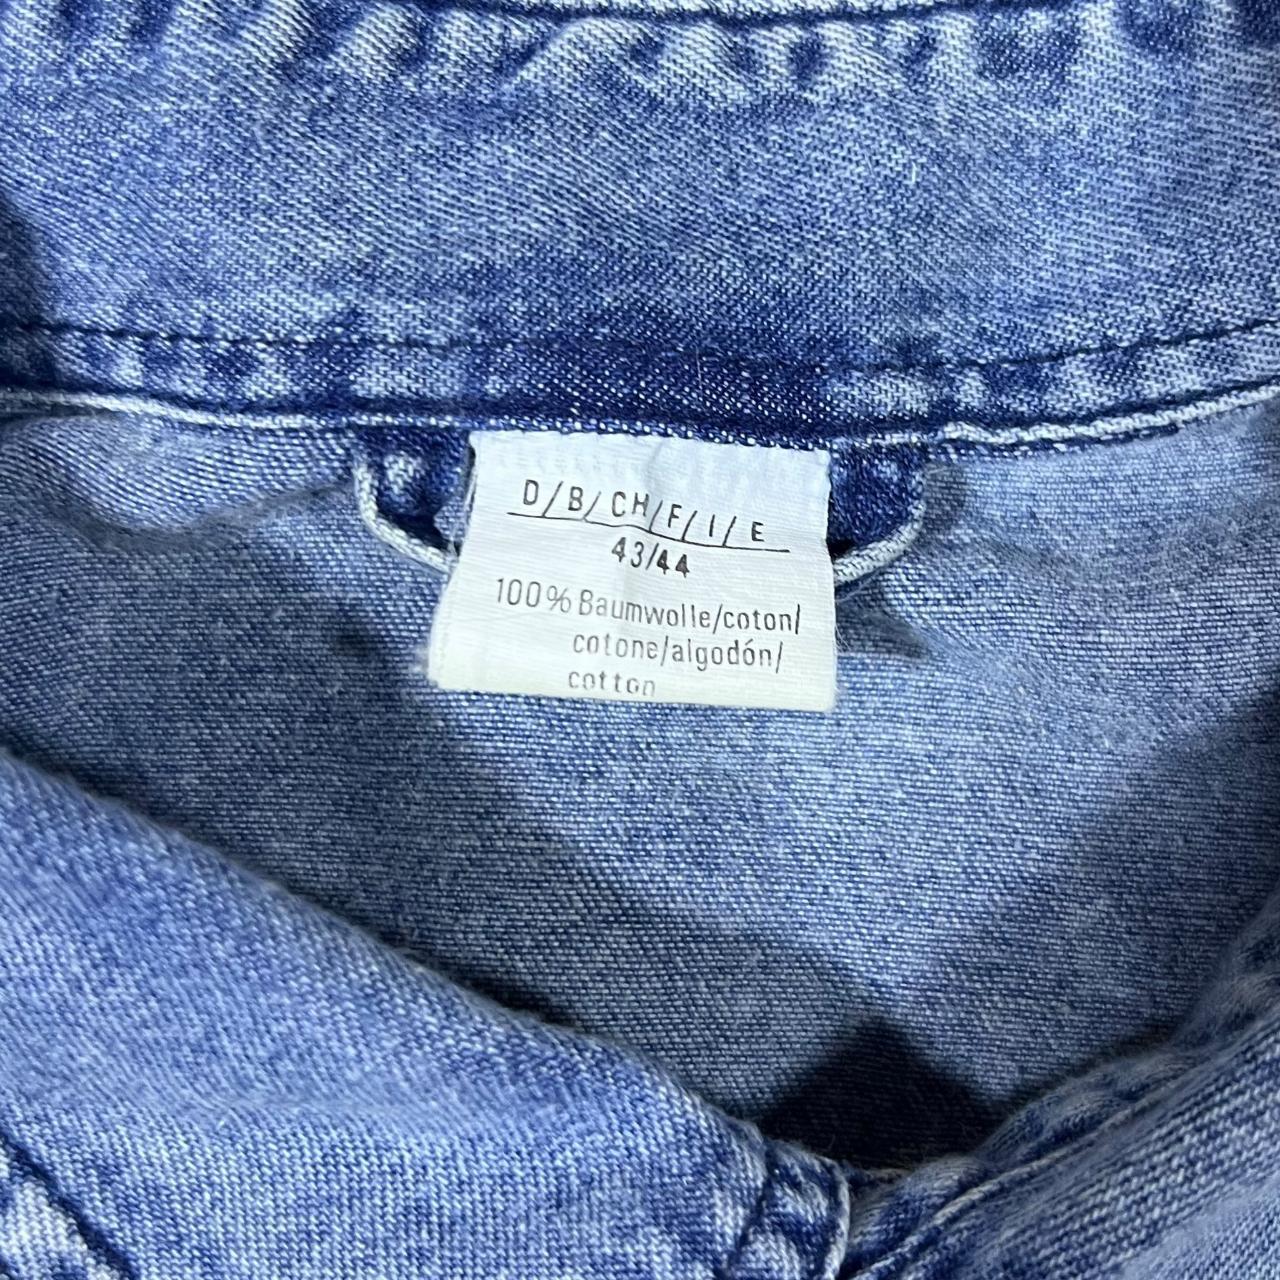 D/B/CH/F/I/E
43/44
100% Baumwolle/coton/
cotone/algodón/
cotton